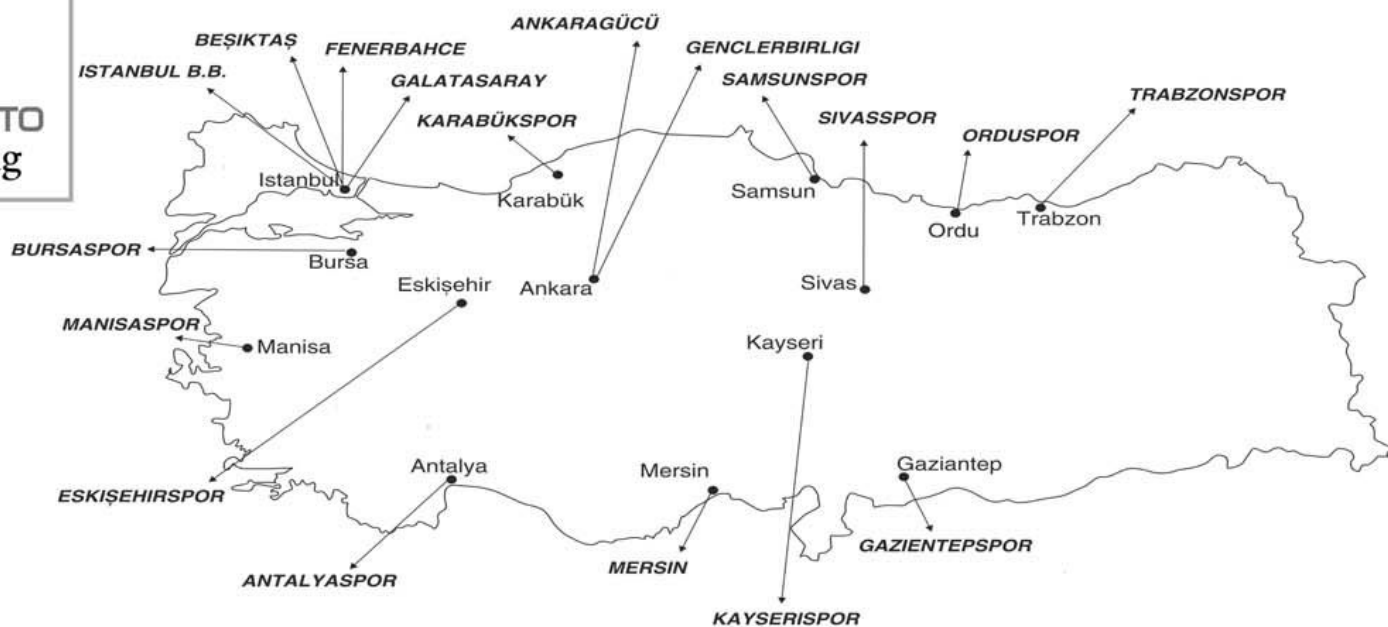 TO
g
ANKARAGÜCÜ
BEŞIKTAŞ
FENERBAHCE
GENCLERBIRLIGI
ISTANBUL B.B.
GALATASARAY
SAMSUNSPOR
TRABZONSPOR
KARABÜKSPOR
SIVASSPOR
ORDUSPOR
Istanbul
Karabük
Samsun
Ordu
Trabzon
BURSASPOR
Bursa
Eskişehir
Ankara
Sivas
MANISASPOR
Manisa
Kayseri
Antalya
Mersin
Gaziantep
ESKIŞEHIRSPOR
GAZIENTEPSPOR
ANTALYASPOR
MERSIN
KAYSERISPOR